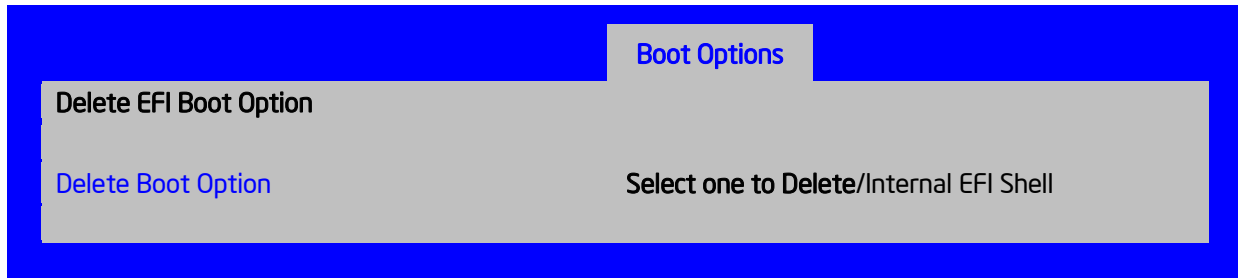 Boot Options
Delete EFI Boot Option
Delete Boot Option Select one to Delete/Internal EFI Shell